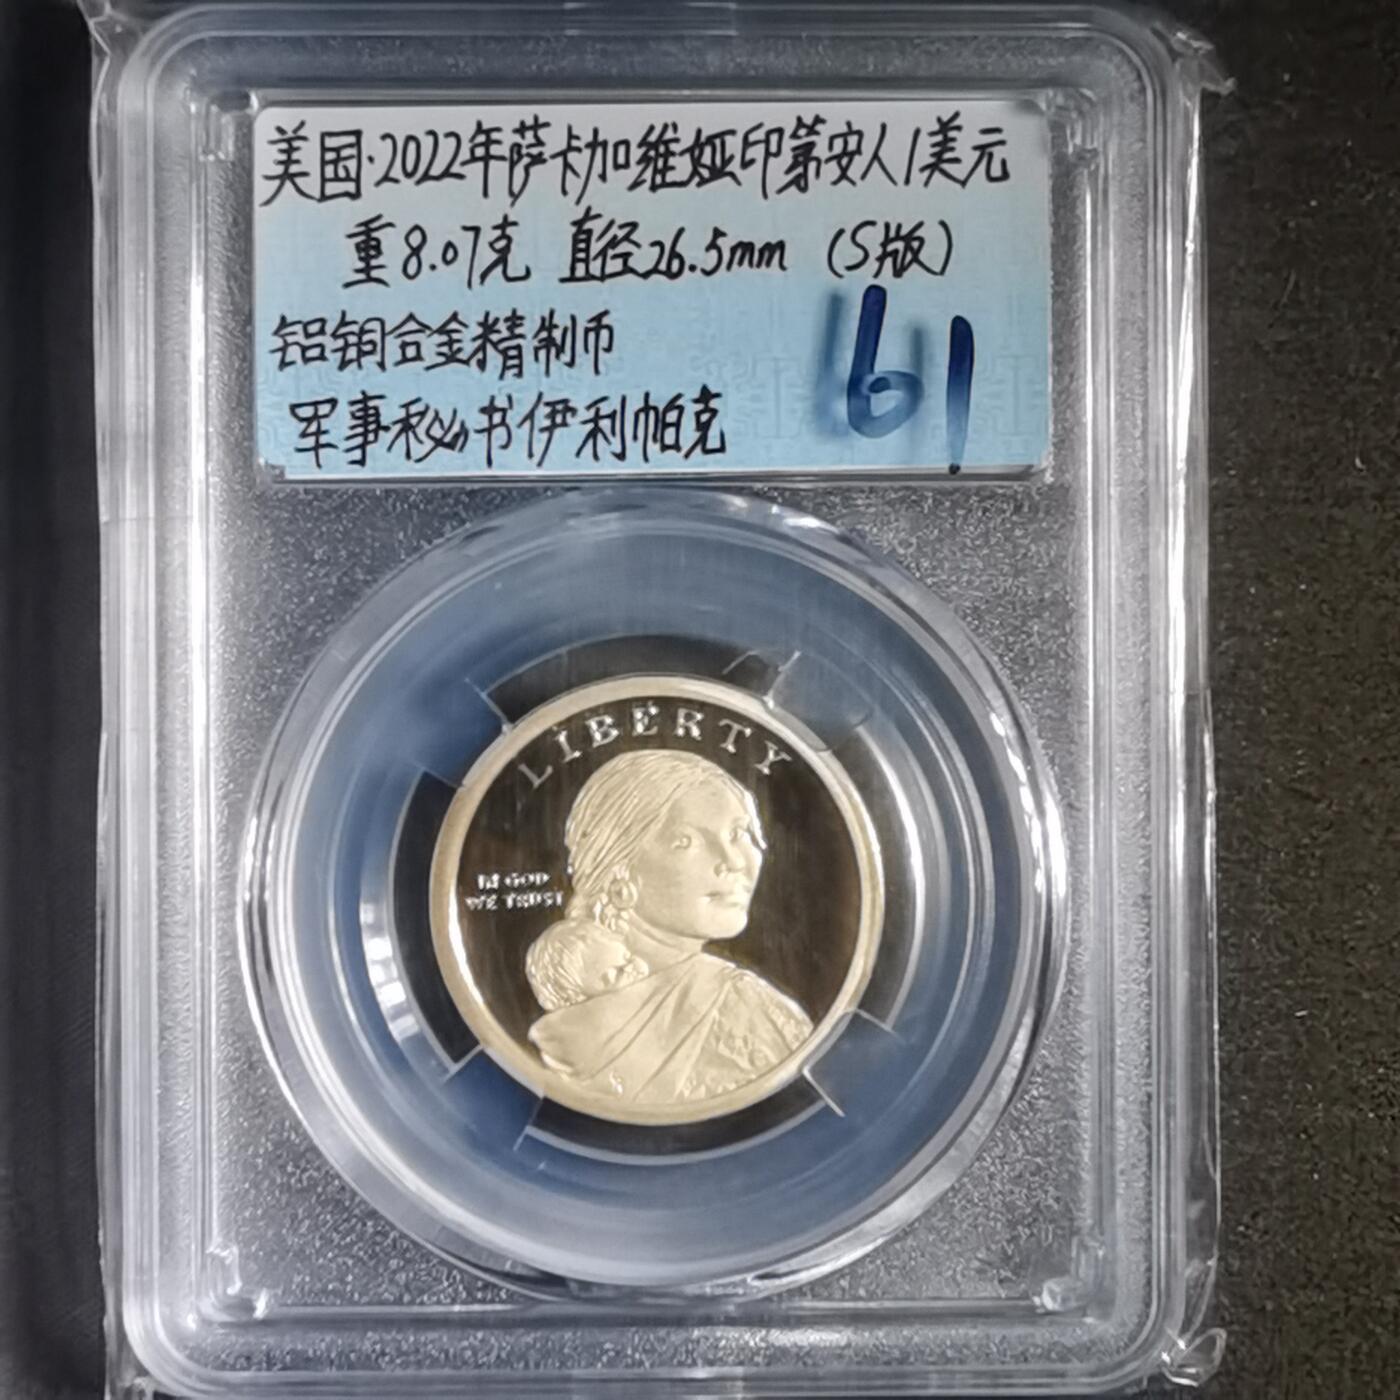 美国·2022年萨卡加维娅印第安人1美元
重8.07克 直径26.5mm (S版)
铝铜合金精制币
军事秘书伊利帕克
61
LIBERTY
IN GOD
WE TRUST